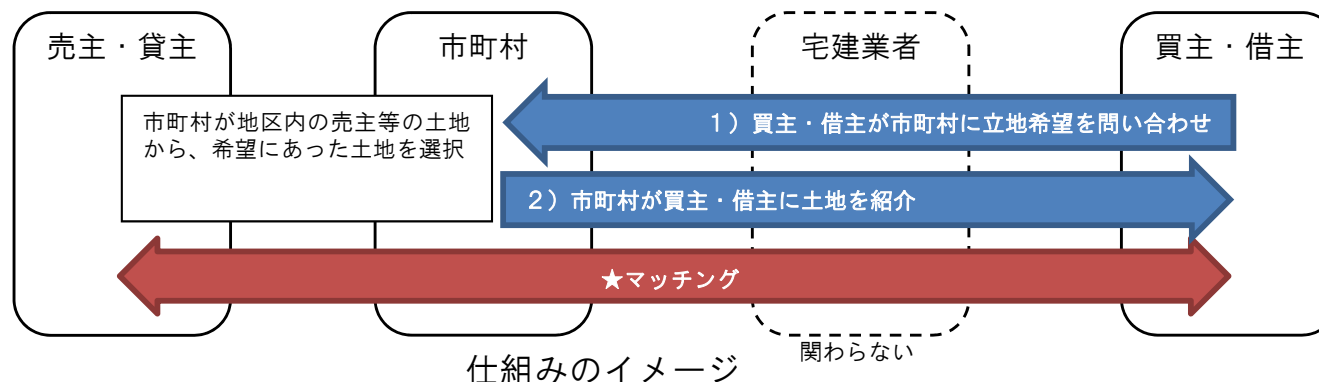 売主・貸主
市町村
宅建業者
買主・借主
市町村が地区内の売主等の土地
から、希望にあった土地を選択
１）買主・借主が市町村に立地希望を問い合わせ
２）市町村が買主・借主に土地を紹介
★マッチング
関わらない
仕組みのイメージ